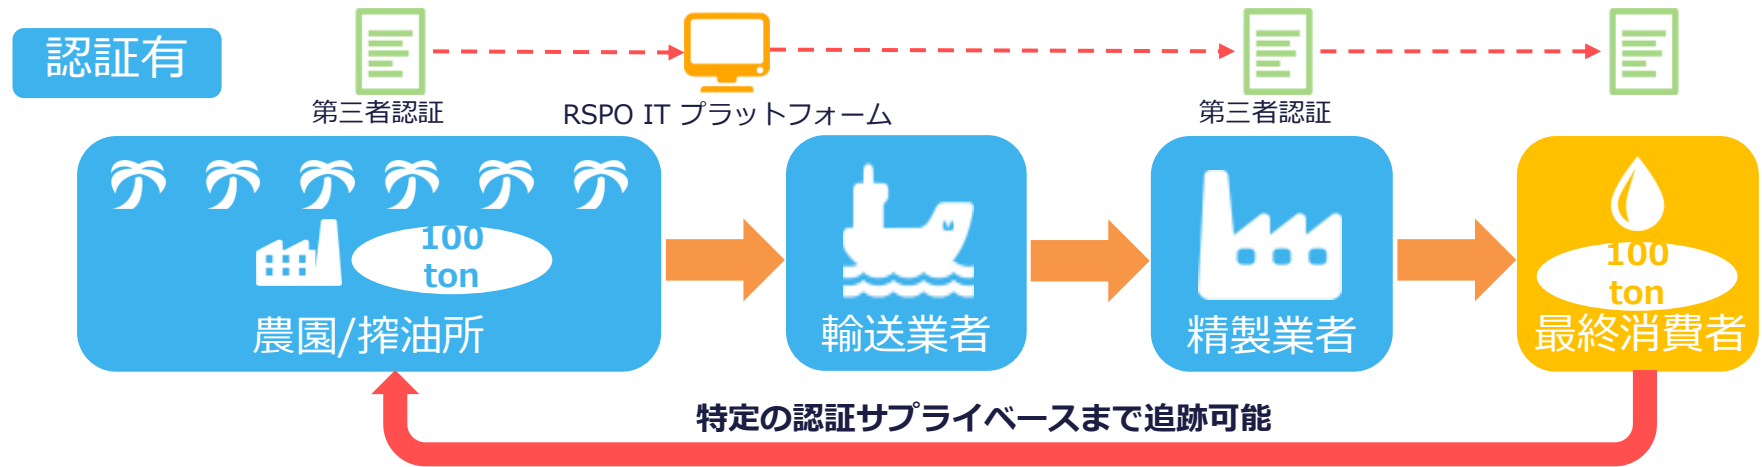 認証有
第三者認証
RSPO IT プラットフォーム
第三者認証
100
ton
農園/搾油所
輸送業者
精製業者
100
ton
最終消費者
特定の認証サプライベースまで追跡可能